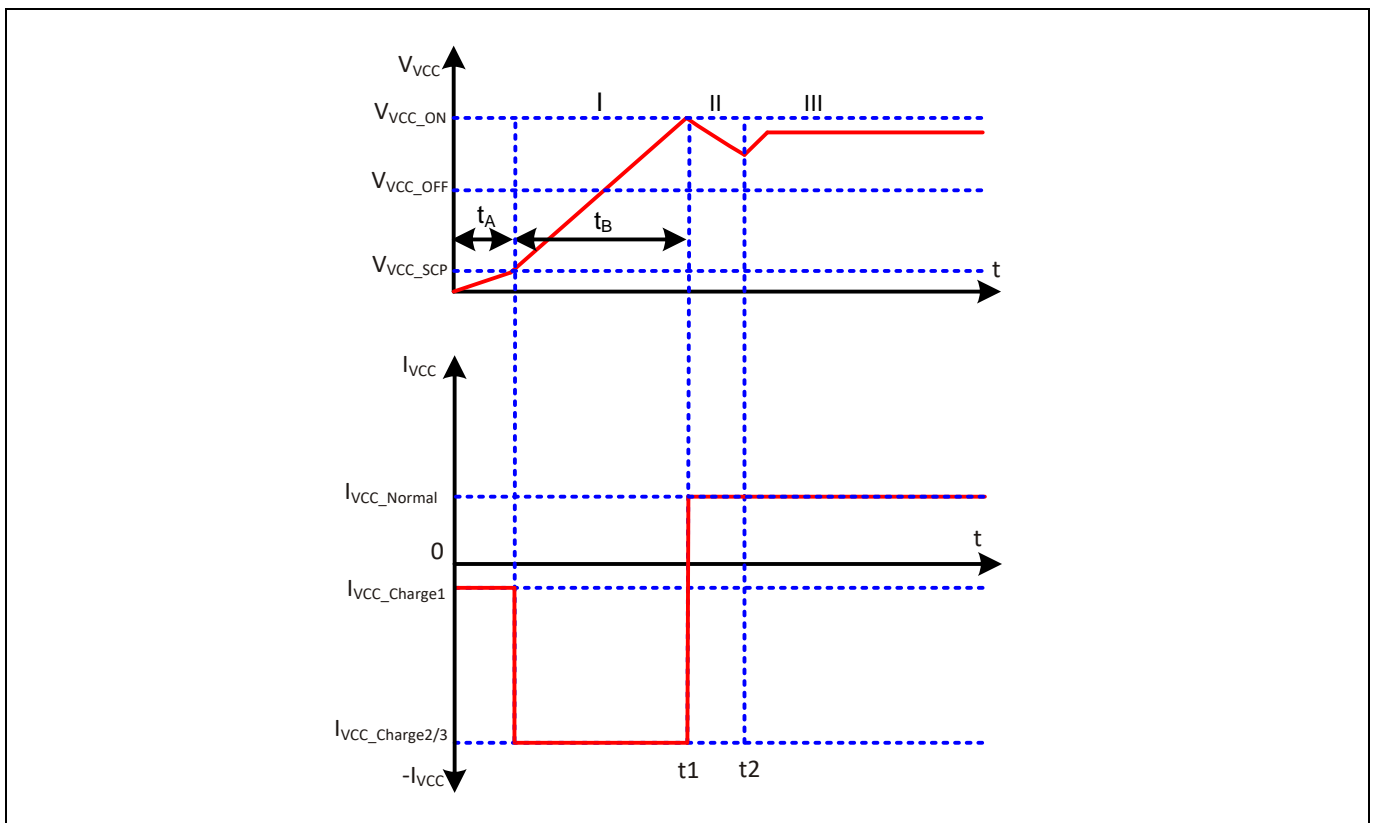 VVCC
VVCC_ON
I
II
III
VVCC_OFF
tA
tB
VVCC_SCP
t
IVCC
IVCC_Normal
0
t
IVCC_Charge1
IVCC_Charge2/3
-IVCC
t1
t2